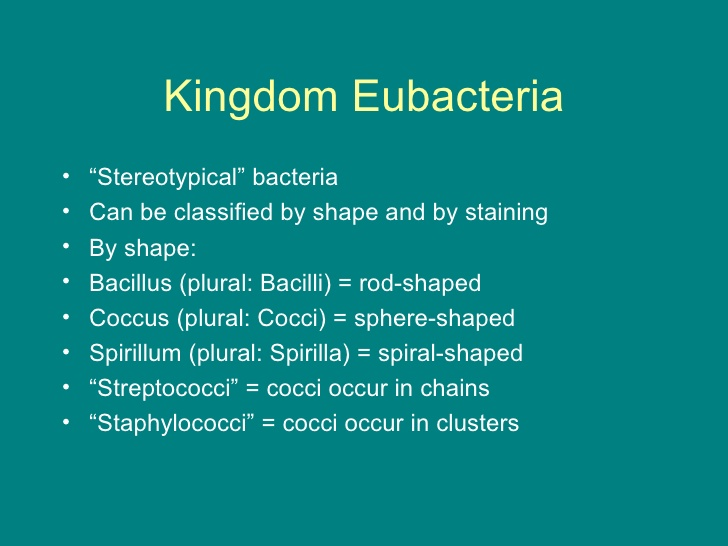 Kingdom Eubacteria
• “Stereotypical” bacteria
• Can be classified by shape and by staining
• By shape:
• Bacillus (plural: Bacilli) = rod-shaped
• Coccus (plural: Cocci) = sphere-shaped
• Spirillum (plural: Spirilla) = spiral-shaped
• “Streptococci” = cocci occur in chains
• “Staphylococci” = cocci occur in clusters